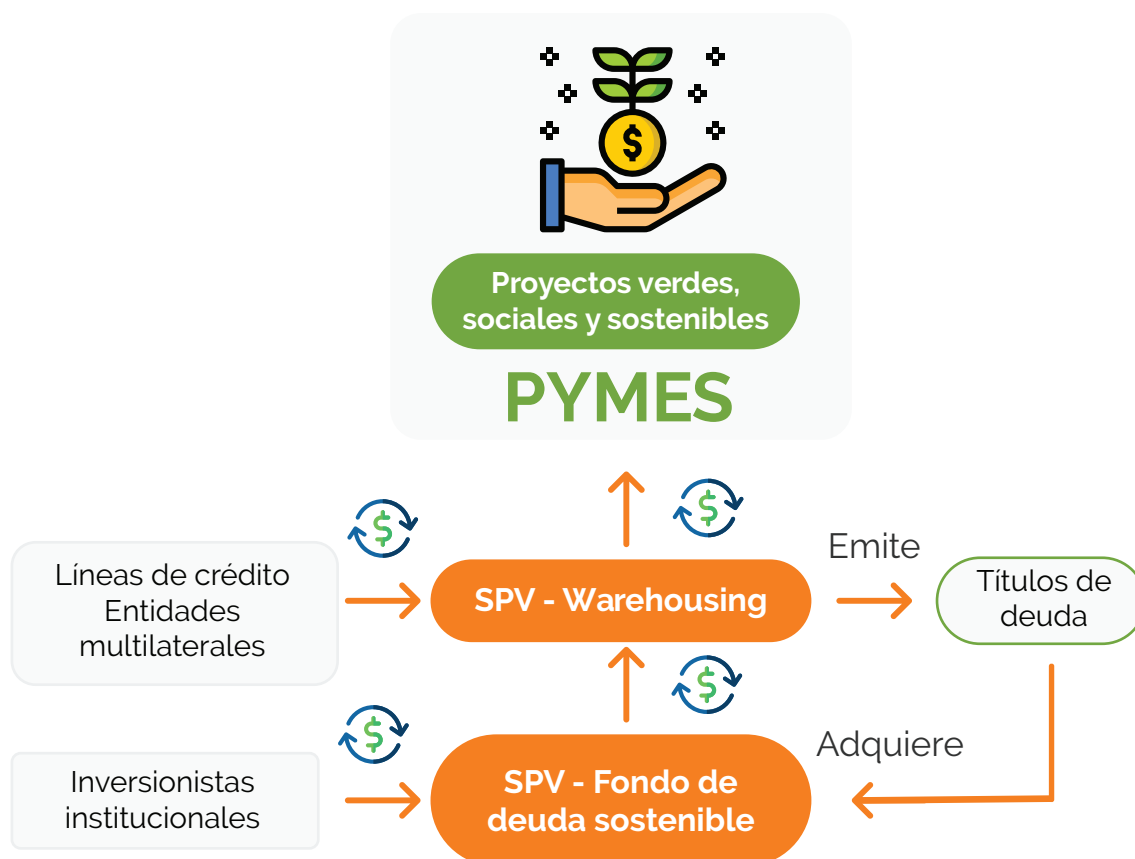 $
Proyectos verdes,
sociales y sostenibles
PYMES
$
$
Líneas de crédito
Entidades
multilaterales
SPV - Warehousing
Emite
Títulos de
deuda
$
$
Inversionistas
institucionales
SPV - Fondo de
deuda sostenible
Adquiere